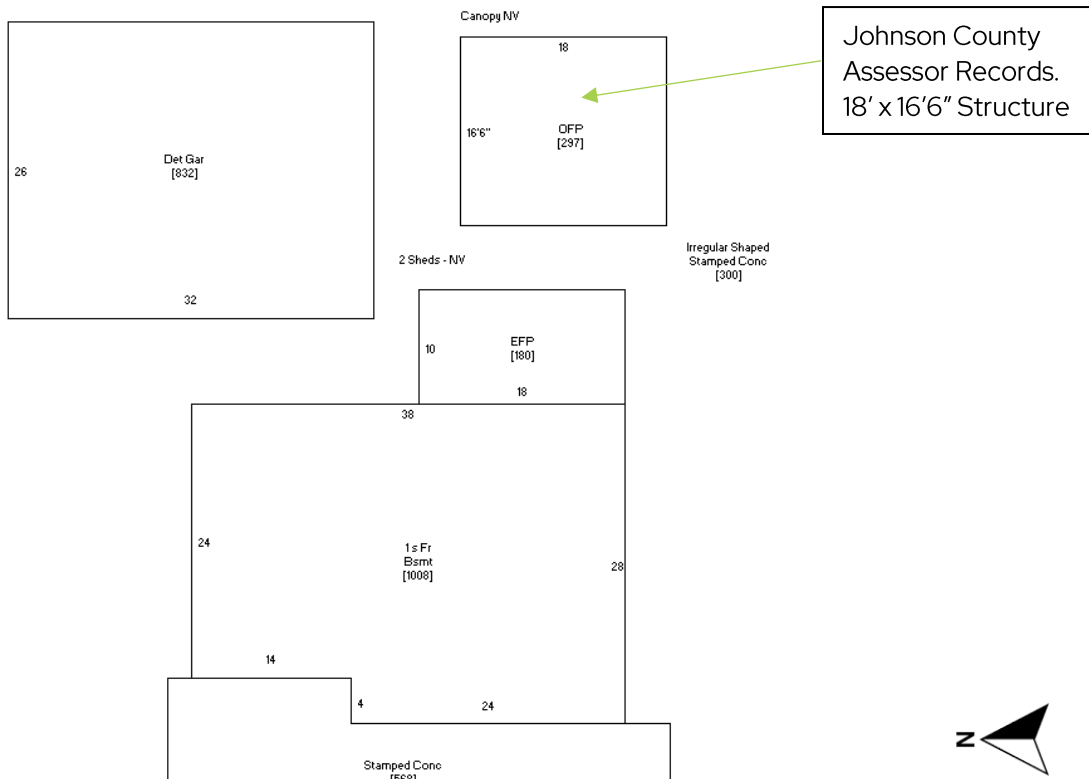 Canopy NV
18
16'6"
OFP
[297]
Johnson County
Assessor Records.
18’ x 16’6” Structure
Det Gar
[832]
26
32
2 Sheds - NV
Irregular Shaped
Stamped Conc
[300]
10
EFP
[180]
18
38
24
1s Fr
Bsmt
[1008]
28
14
4
24
Stamped Conc
[568]
N